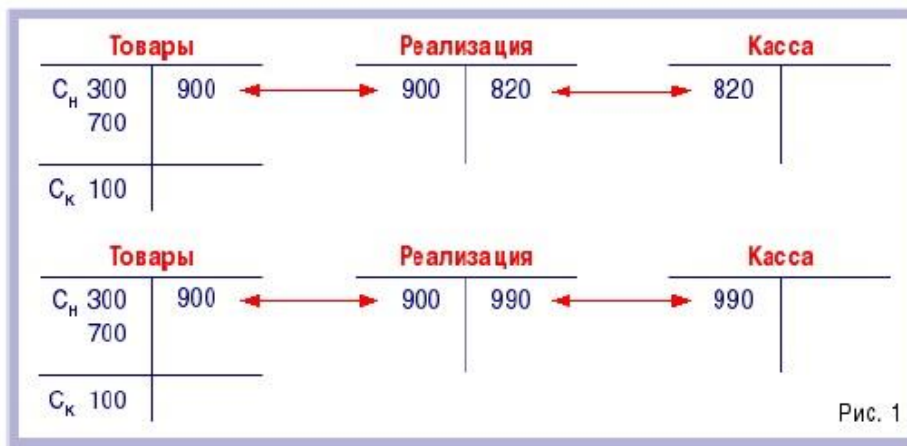 Товары Реализация Касса
Сн 300 900 900 820 820
700
Ск 100
Товары Реализация Касса
Сн 300 900 900 990 990
700
Ск 100
Рис. 1